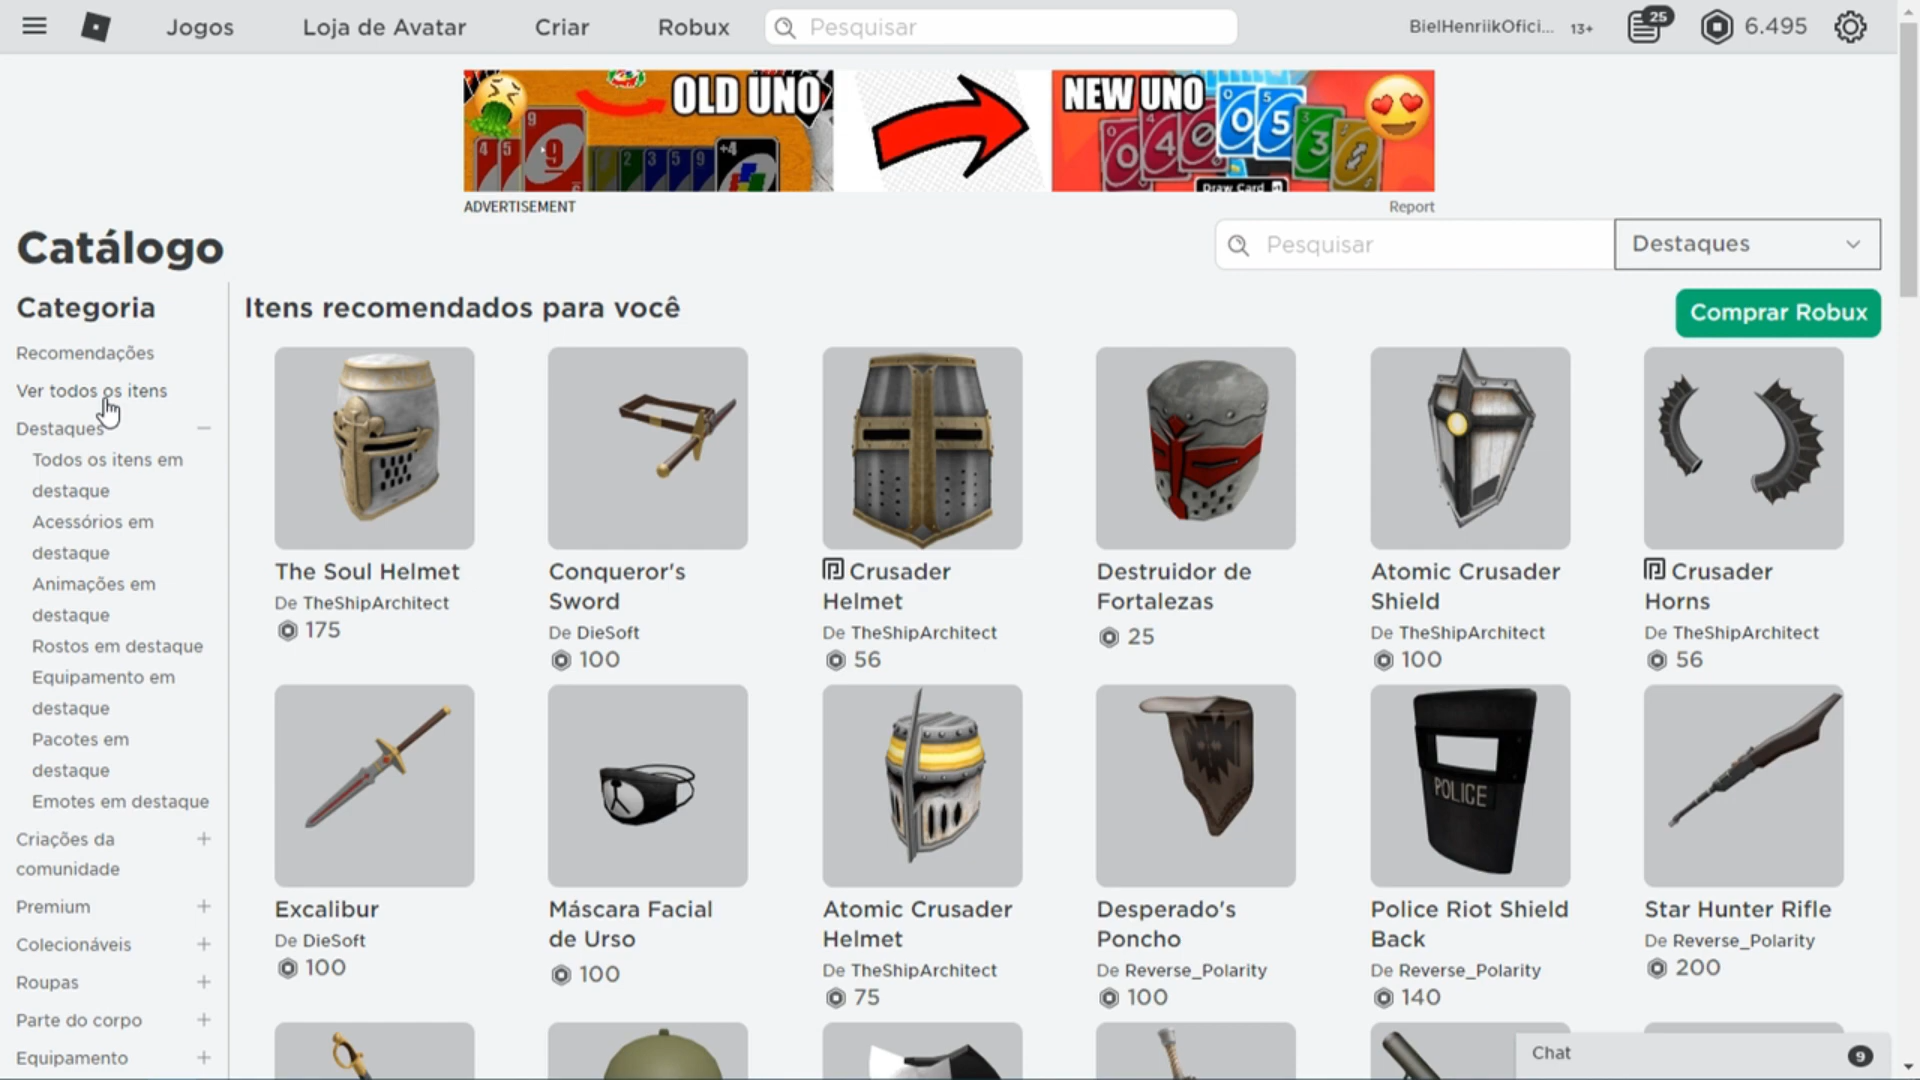 Jogos
Loja de Avatar
Criar
Robux
Pesquisar
BielHenriikOfici...
13+
25
6.495
OLD UNO
NEW UNO
Draw Card
ADVERTISEMENT
Report
Catálogo
Pesquisar
Destaques
Categoria
Recomendações
Ver todos os itens
Destaques
Todos os itens em
destaque
Acessórios em
destaque
Animações em
destaque
Rostos em destaque
Equipamento em
destaque
Pacotes em
destaque
Emotes em destaque
Criações da
comunidade
Premium
Colecionáveis
Roupas
Parte do corpo
Equipamento
Itens recomendados para você
Comprar Robux
The Soul Helmet
De TheShipArchitect
175
Conqueror's
Sword
De DieSoft
100
Crusader
Helmet
De TheShipArchitect
56
Destruidor de
Fortalezas
25
Atomic Crusader
Shield
De TheShipArchitect
100
Crusader
Horns
De TheShipArchitect
56
POLICE
Excalibur
De DieSoft
100
Máscara Facial
de Urso
100
Atomic Crusader
Helmet
De TheShipArchitect
75
Desperado's
Poncho
De Reverse_Polarity
100
Police Riot Shield
Back
De Reverse_Polarity
140
Star Hunter Rifle
De Reverse_Polarity
200
Chat
9